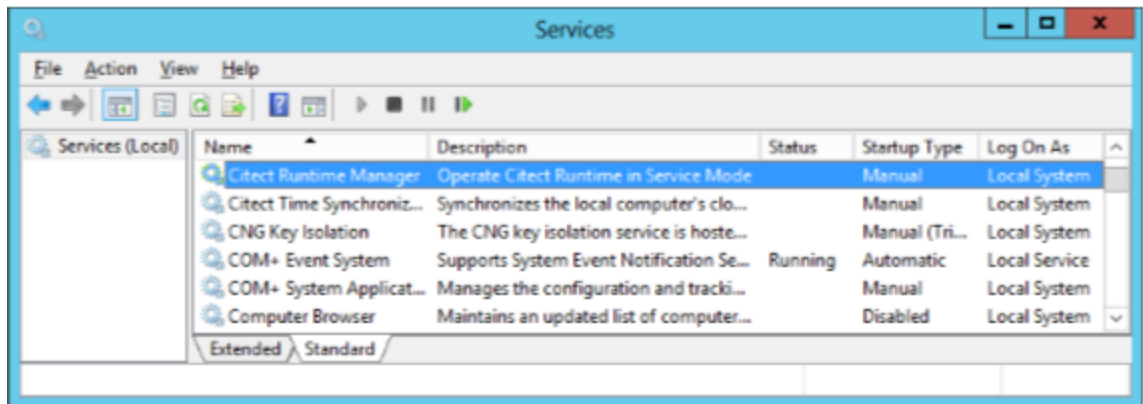 Services
File Action View Help
Services (Local)
Name Description Status Startup Type Log On As
Citect Runtime Manager Operate Citect Runtime in Service Mode Manual Local System
Citect Time Synchroniz... Synchronizes the local computer's clo... Manual Local System
CNG Key Isolation The CNG key isolation service is hoste... Manual (Tri... Local System
COM+ Event System Supports System Event Notification Se... Running Automatic Local Service
COM+ System Applicat... Manages the configuration and tracki... Manual Local System
Computer Browser Maintains an updated list of computer... Disabled Local System
Extended Standard